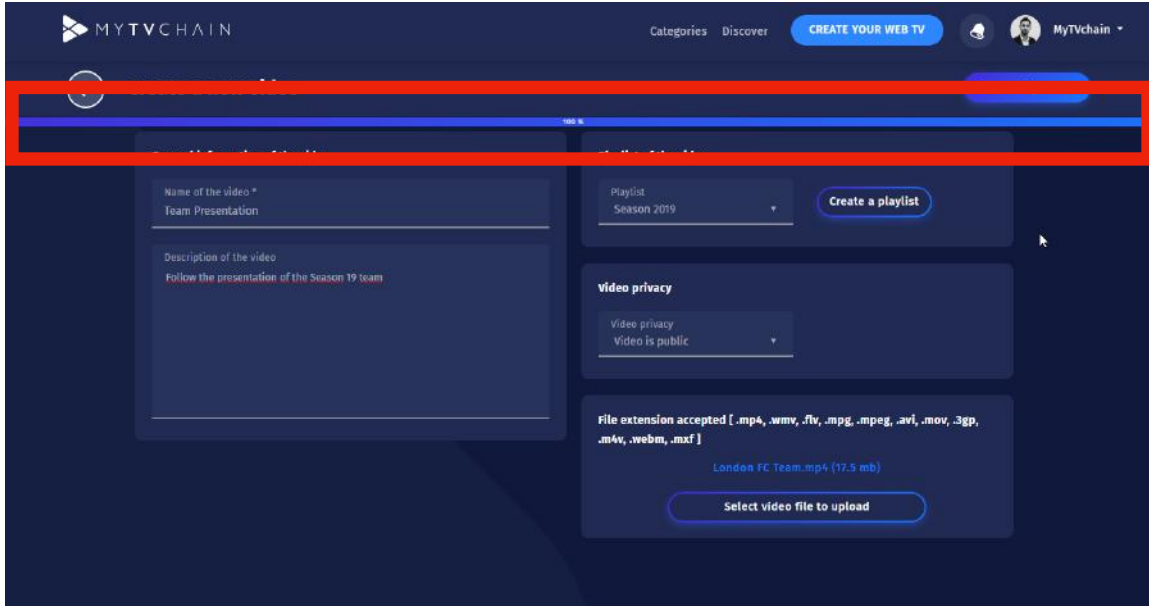 MYTVCHAIN
Categories Discover CREATE YOUR WEB TV MyTVchain
100 %
Name of the video *
Team Presentation
Description of the video
Follow the presentation of the Season 19 team
Playlist
Season 2019
Create a playlist
Video privacy
Video privacy
Video is public
File extension accepted [ .mp4, .wmv, .flv, .mpg, .mpeg, .avi, .mov, .3gp,
.m4v, .webm, .mxf ]
London FC Team.mp4 (17.5 mb)
Select video file to upload